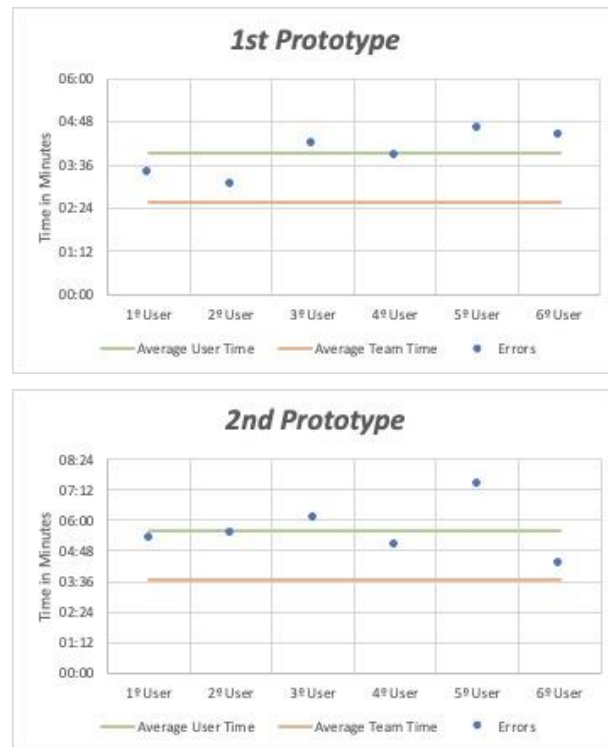 1st Prototype
06:00
04:48
03:36
02:24
01:12
00:00
Time in Minutes
1º User 2º User 3º User 4º User 5º User 6º User
Average User Time Average Team Time Errors
2nd Prototype
08:24
07:12
06:00
04:48
03:36
02:24
01:12
00:00
Time in Minutes
1º User 2º User 3º User 4º User 5º User 6º User
Average User Time Average Team Time Errors